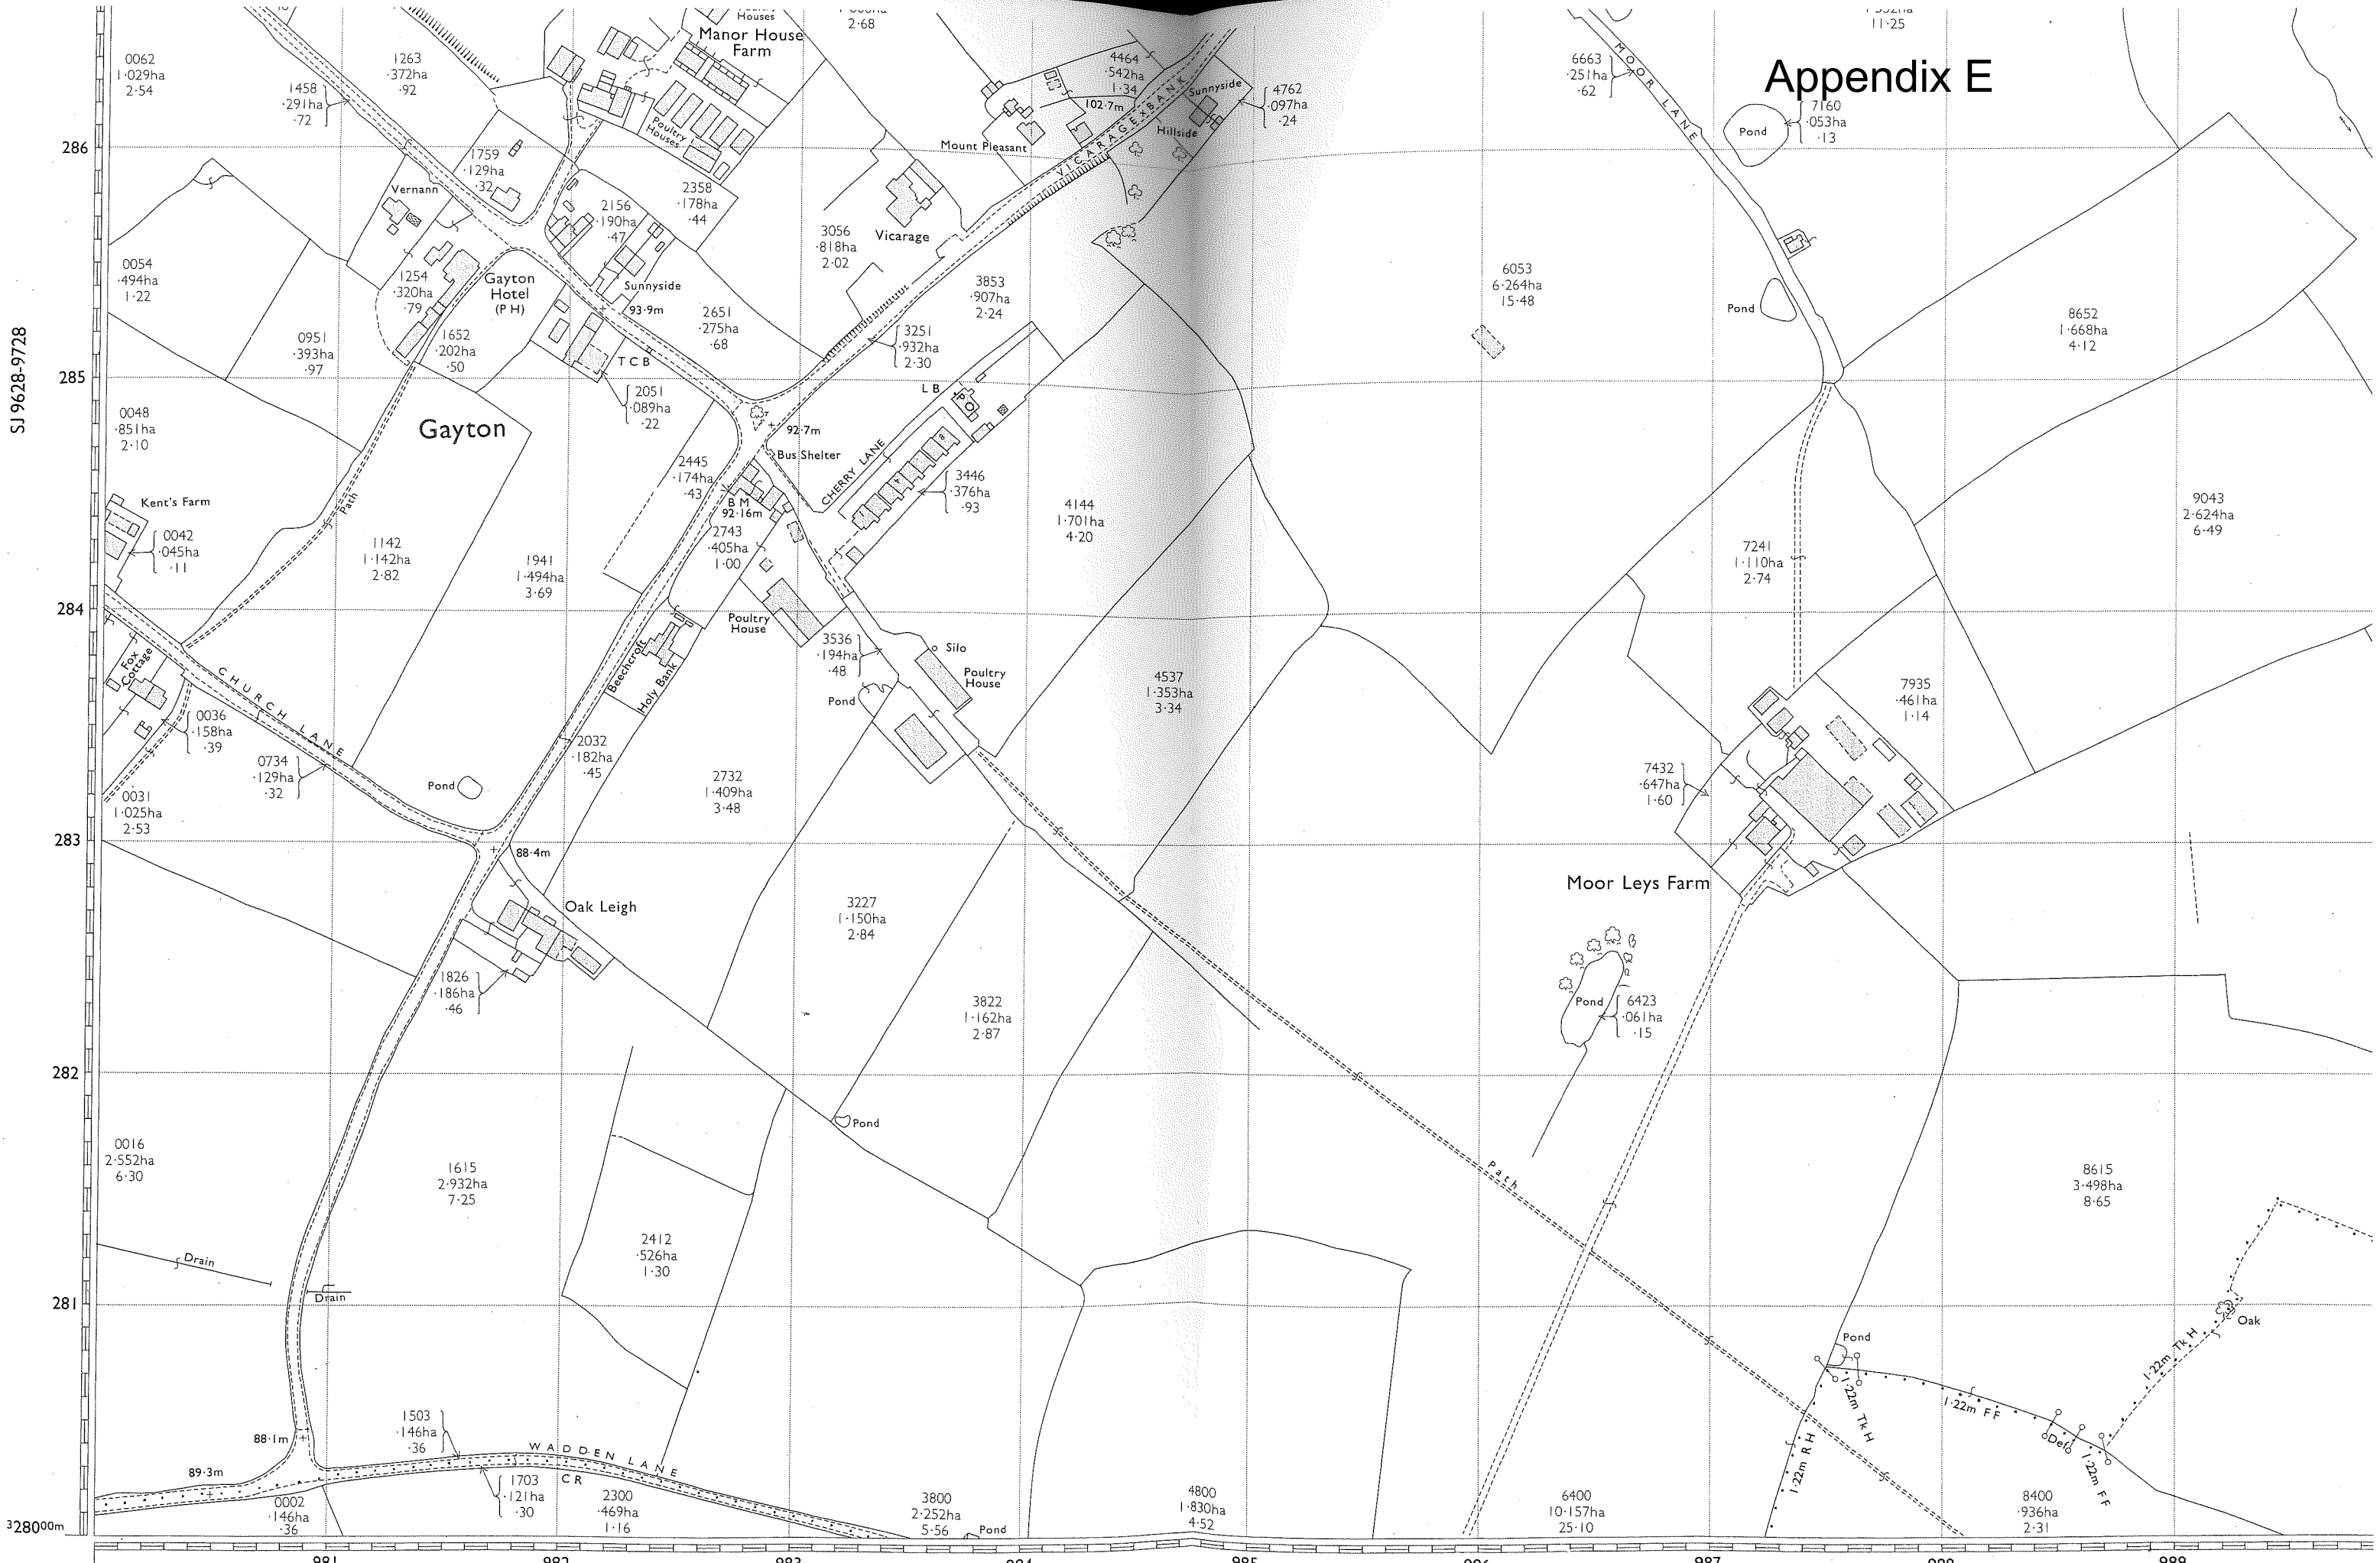 Appendix E
Poultry
Houses
2·68
Manor House
Farm
11·25
0062
1·029ha
2·54
1263
·372ha
·92
1458
·291ha
·72
4464
·542ha
1·34
102·7m
Sunnyside
4762
·097ha
·24
VICARAGE BANK
Hillside
Mount Pleasant
6663
·251ha
·62
MOOR LANE
7160
·053ha
·13
Pond
286
Poultry
Houses
1759
·129ha
·32
Vernann
2358
·178ha
·44
2156
·190ha
·47
3056
·818ha
2·02
Vicarage
0054
·494ha
1·22
1254
·320ha
·79
Gayton
Hotel
(P H)
Sunnyside
93·9m
2651
·275ha
·68
3853
·907ha
2·24
6053
6·264ha
15·48
Pond
8652
1·668ha
4·12
0951
·393ha
·97
1652
·202ha
·50
T C B
3251
·932ha
2·30
SJ 9628-9728
285
2051
·089ha
·22
L B
P O
0048
·851ha
2·10
Gayton
92·7m
Bus Shelter
CHERRY LANE
2445
·174ha
·43
B M
92·16m
3446
·376ha
·93
4144
1·701ha
4·20
9043
2·624ha
6·49
Kent's Farm
Path
0042
·045ha
·11
1142
1·142ha
2·82
1941
1·494ha
3·69
2743
·405ha
1·00
7241
1·110ha
2·74
284
Poultry
House
3536
·194ha
·48
Silo
Poultry
House
Fox
Cottage
CHURCH LANE
Beechcroft
Holy Bank
Pond
4537
1·353ha
3·34
7935
·461ha
1·14
0036
·158ha
·39
0734
·129ha
·32
2032
·182ha
·45
2732
1·409ha
3·48
7432
·647ha
1·60
Pond
0031
1·025ha
2·53
283
88·4m
Moor Leys Farm
Oak Leigh
3227
1·150ha
2·84
1826
·186ha
·46
3822
1·162ha
2·87
Pond
6423
·061ha
·15
282
Pond
0016
2·552ha
6·30
1615
2·932ha
7·25
Path
8615
3·498ha
8·65
2412
·526ha
1·30
Drain
Drain
281
Oak
Pond
1·22m Tk H
1·22m Tk H
1·22m F F
1·22m R H
Def
1·22m F F
1503
·146ha
·36
88·1m
WADDEN LANE
C R
89·3m
0002
·146ha
·36
1703
·121ha
·30
2300
·469ha
1·16
3800
2·252ha
5·56
Pond
4800
1·830ha
4·52
6400
10·157ha
25·10
8400
·936ha
2·31
³28000m